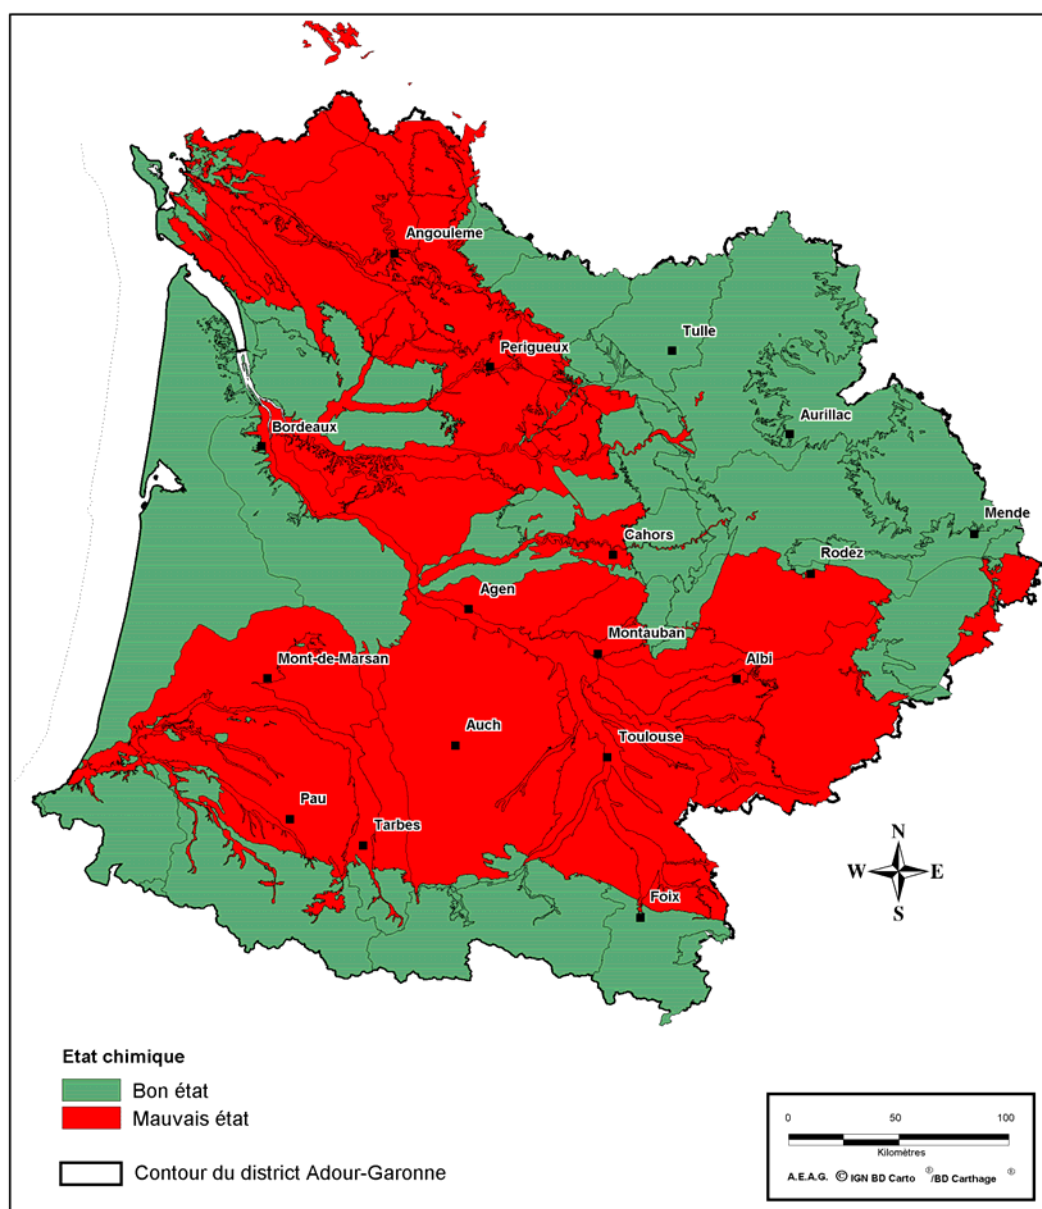 Angouleme
Tulle
Perigueux
Aurillac
Bordeaux
Mende
Cahors
Rodez
Agen
Montauban
Mont-de-Marsan
Albi
Auch
Toulouse
Pau
Tarbes
Foix
N
W E
S
Etat chimique
Bon état
Mauvais état
Contour du district Adour-Garonne
0 50 100
Kilomètres
A.E.A.G. © IGN BD Carto ® /BD Carthage ®